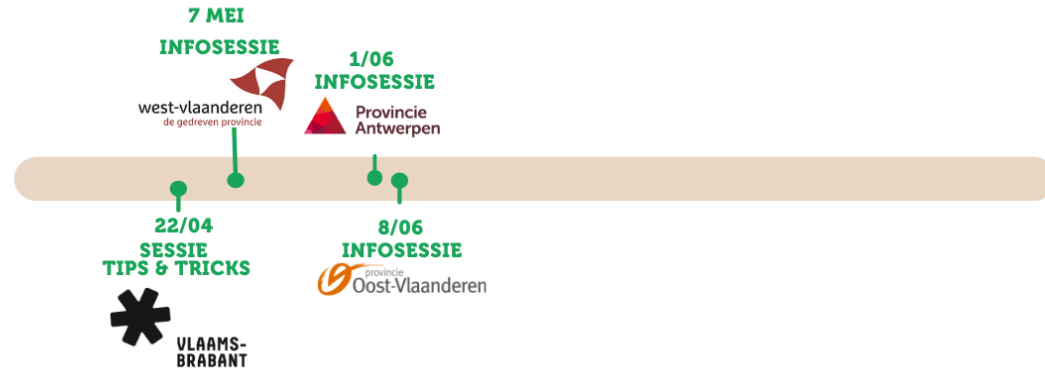 7 MEI
INFOSESSIE
west-vlaanderen
de gedreven provincie
1/06
INFOSESSIE
Provincie
Antwerpen
22/04
SESSIE
TIPS & TRICKS
VLAAMS-
BRABANT
8/06
INFOSESSIE
provincie
Oost-Vlaanderen